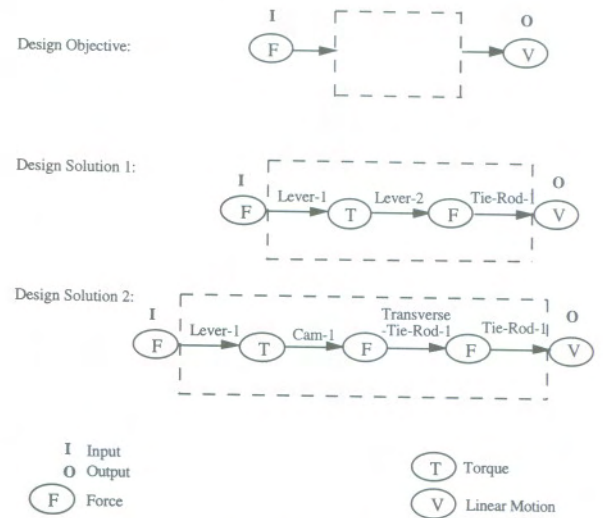 I
O
Design Objective:
F
V
Design Solution 1:
I
O
Lever-1
Lever-2
Tie-Rod-1
F
T
F
V
Design Solution 2:
I
O
Lever-1
Cam-1
Transverse
-Tie-Rod-1
Tie-Rod-1
F
T
F
F
V
I Input
O Output
F Force
T Torque
V Linear Motion